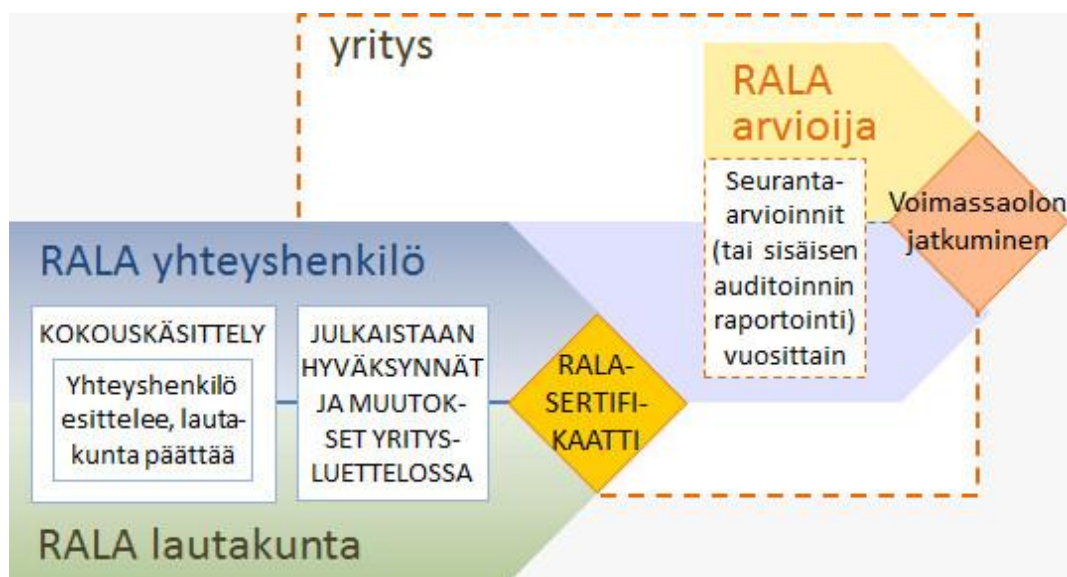 yritys
RALA
arvioija
Seuranta-
arvioinnit
(tai sisäisen
auditoinnin
raportointi)
vuosittain
Voimassaolon
jatkuminen
RALA yhteyshenkilö
KOKOUSKÄSITTELY
Yhteyshenkilö
esittelee, lauta-
kunta päättää
JULKAISTAAN
HYVÄKSYNNÄT
JA MUUTOK-
SET YRITYS-
LUETTELOSSA
RALA-
SERTIFI-
KAATTI
RALA lautakunta